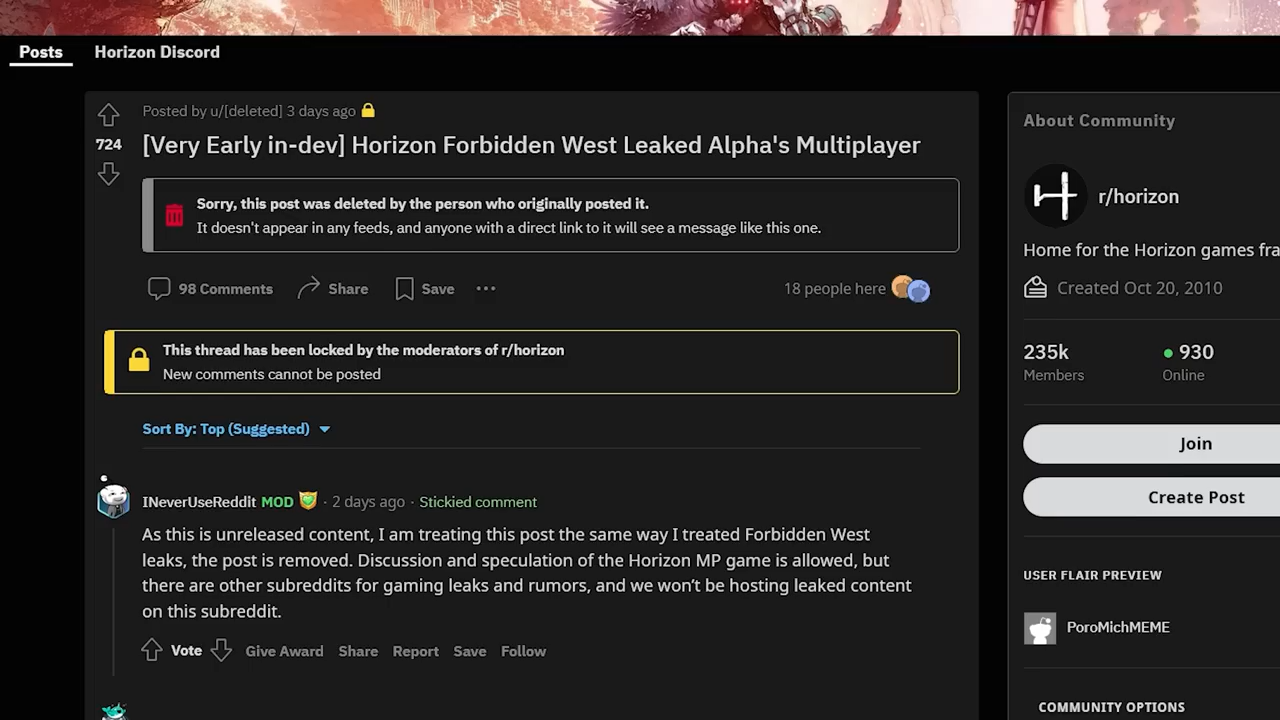 Posts Horizon Discord
Posted by u/[deleted] 3 days ago
724
[Very Early in-dev] Horizon Forbidden West Leaked Alpha's Multiplayer
Sorry, this post was deleted by the person who originally posted it.
It doesn't appear in any feeds, and anyone with a direct link to it will see a message like this one.
98 Comments Share Save ··· 18 people here
This thread has been locked by the moderators of r/horizon
New comments cannot be posted
Sort By: Top (Suggested)
INeverUseReddit MOD · 2 days ago · Stickied comment
As this is unreleased content, I am treating this post the same way I treated Forbidden West
leaks, the post is removed. Discussion and speculation of the Horizon MP game is allowed, but
there are other subreddits for gaming leaks and rumors, and we won't be hosting leaked content
on this subreddit.
Vote Give Award Share Report Save Follow
About Community
r/horizon
Home for the Horizon games fra
Created Oct 20, 2010
235k 930
Members Online
Join
Create Post
USER FLAIR PREVIEW
PoroMichMEME
COMMUNITY OPTIONS